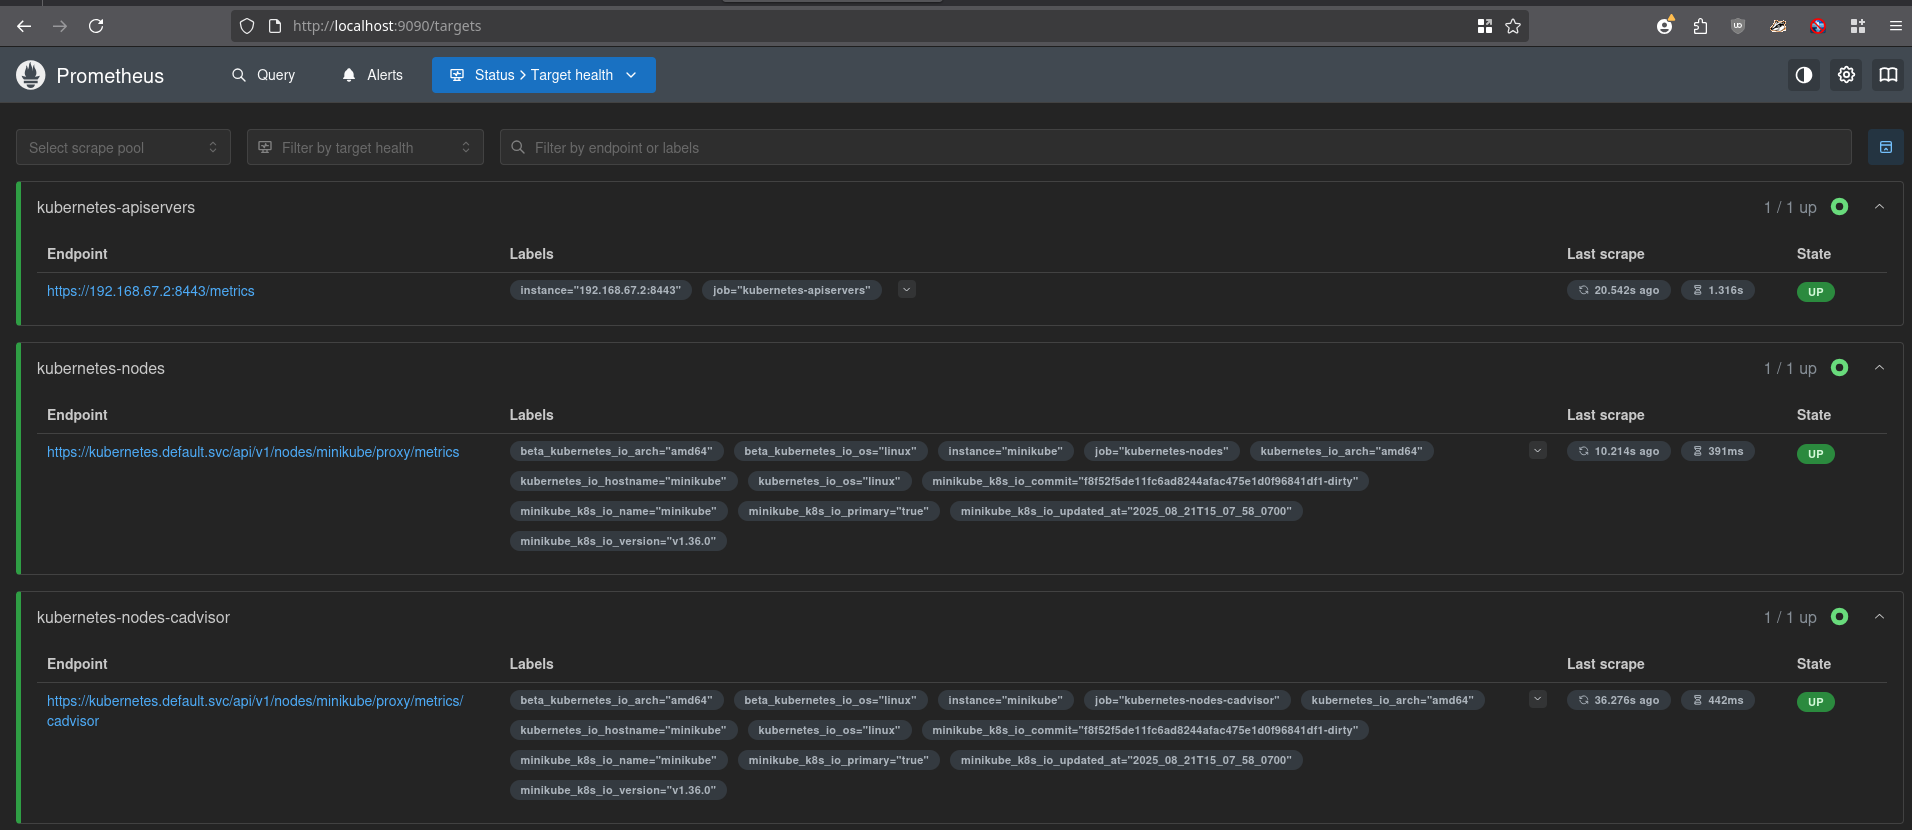 http://localhost:9090/targets
Prometheus Query Alerts Status > Target health
Select scrape pool Filter by target health Filter by endpoint or labels
kubernetes-apiservers 1 / 1 up
Endpoint Labels Last scrape State
https://192.168.67.2:8443/metrics instance="192.168.67.2:8443" job="kubernetes-apiservers" 20.542s ago 1.316s UP
kubernetes-nodes 1 / 1 up
Endpoint Labels Last scrape State
https://kubernetes.default.svc/api/v1/nodes/minikube/proxy/metrics beta_kubernetes_io_arch="amd64" beta_kubernetes_io_os="linux" instance="minikube" job="kubernetes-nodes" kubernetes_io_arch="amd64" 10.214s ago 391ms UP
kubernetes_io_hostname="minikube" kubernetes_io_os="linux" minikube_k8s_io_commit="f8f52f5de11fc6ad8244afac475e1d0f96841df1-dirty"
minikube_k8s_io_name="minikube" minikube_k8s_io_primary="true" minikube_k8s_io_updated_at="2025_08_21T15_07_58_0700"
minikube_k8s_io_version="v1.36.0"
kubernetes-nodes-cadvisor 1 / 1 up
Endpoint Labels Last scrape State
https://kubernetes.default.svc/api/v1/nodes/minikube/proxy/metrics/ beta_kubernetes_io_arch="amd64" beta_kubernetes_io_os="linux" instance="minikube" job="kubernetes-nodes-cadvisor" kubernetes_io_arch="amd64" 36.276s ago 442ms UP
cadvisor
kubernetes_io_hostname="minikube" kubernetes_io_os="linux" minikube_k8s_io_commit="f8f52f5de11fc6ad8244afac475e1d0f96841df1-dirty"
minikube_k8s_io_name="minikube" minikube_k8s_io_primary="true" minikube_k8s_io_updated_at="2025_08_21T15_07_58_0700"
minikube_k8s_io_version="v1.36.0"